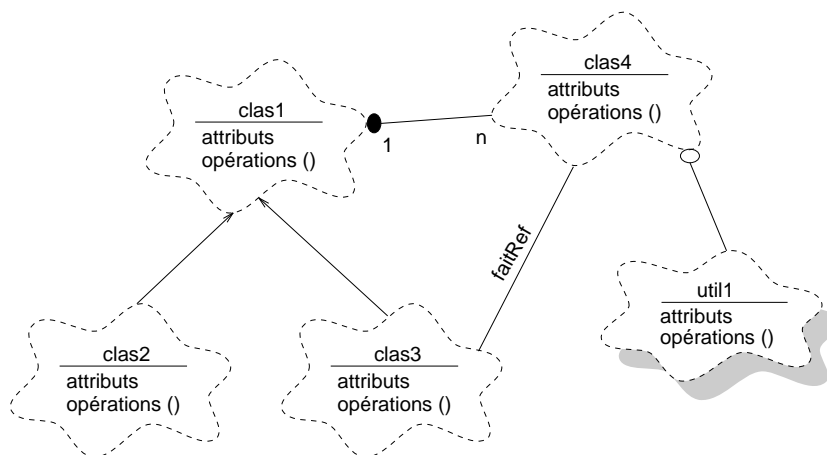 clas1
attributs
opérations ()
clas4
attributs
opérations ()
1
n
faitRef
util1
attributs
opérations ()
clas2
attributs
opérations ()
clas3
attributs
opérations ()